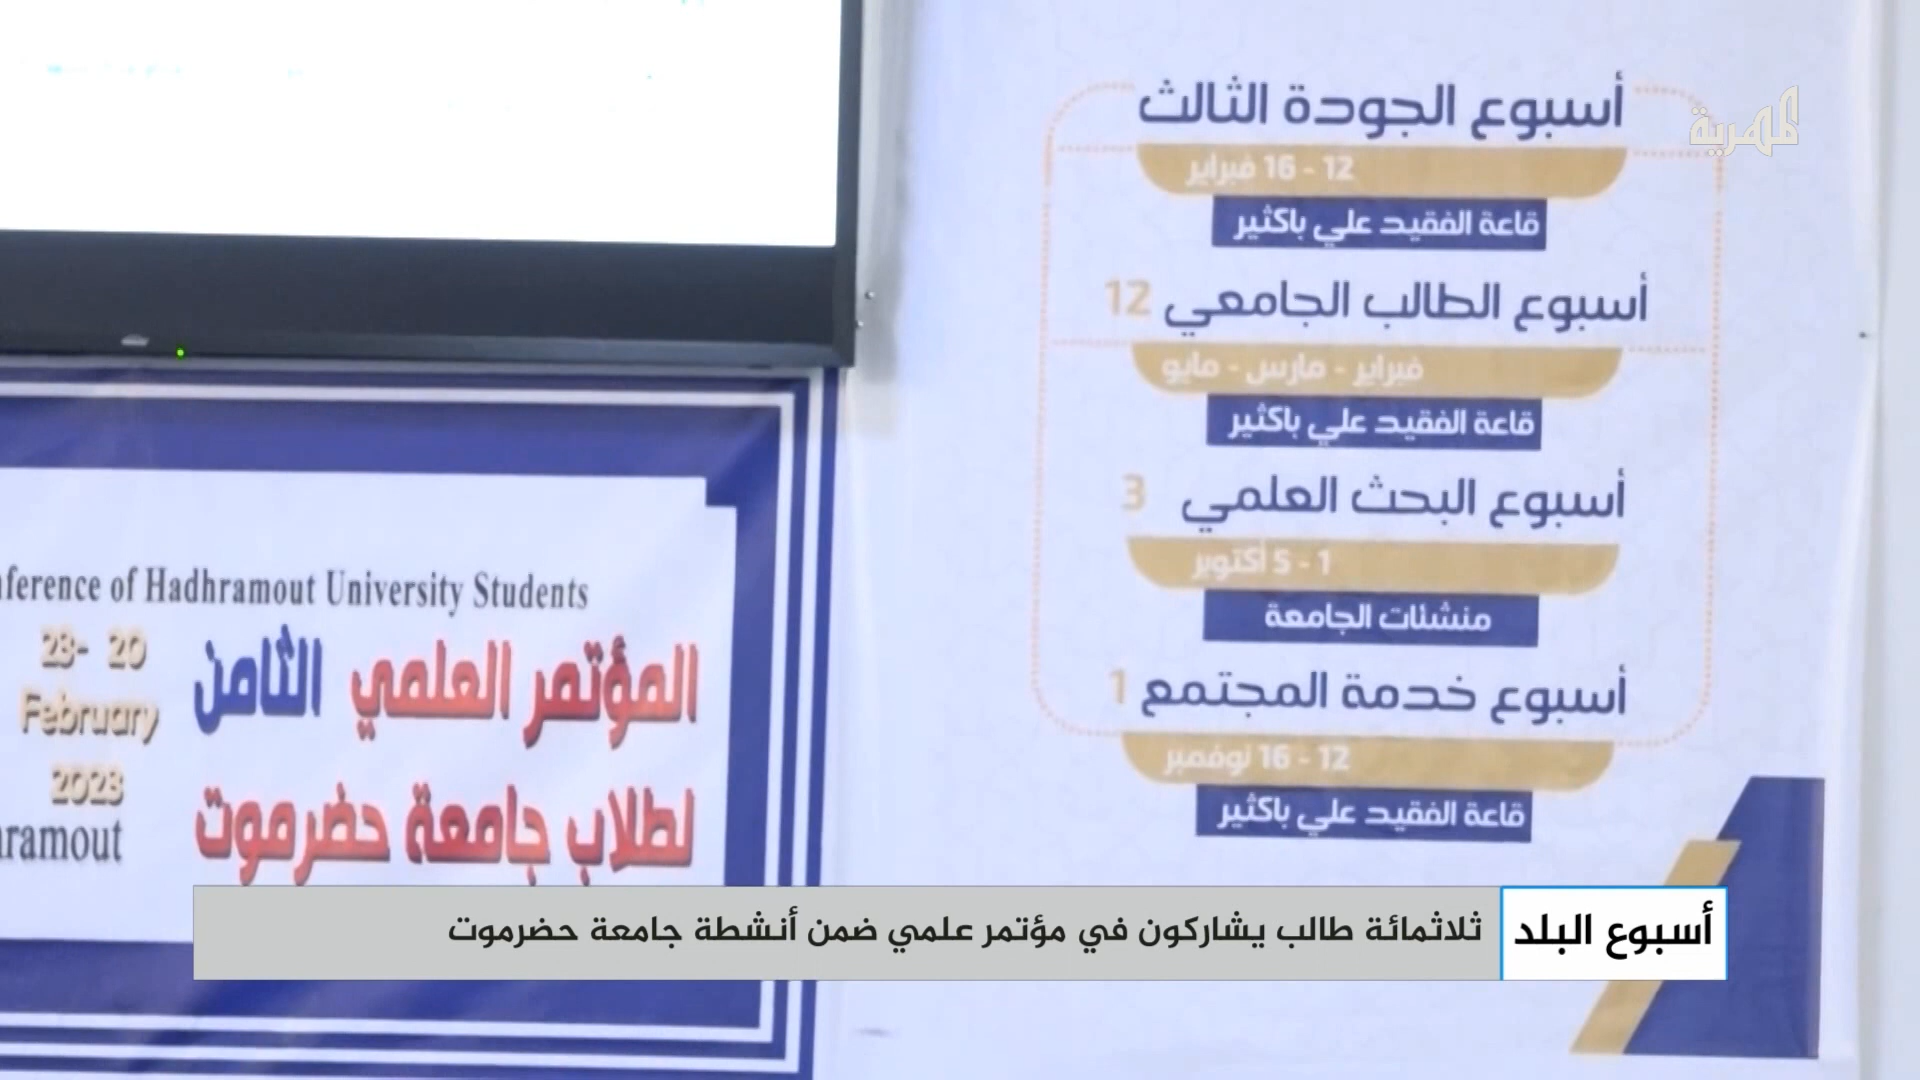 المهرية
أسبوع الجودة الثالث
12 - 16 فبراير
قاعة الفقيد علي باكثير
أسبوع الطالب الجامعي 12
فبراير - مارس - مايو
قاعة الفقيد علي باكثير
أسبوع البحث العلمي 3
1 - 5 أكتوبر
منشئات الجامعة
أسبوع خدمة المجتمع 1
12 - 16 نوفمبر
قاعة الفقيد علي باكثير
of Hadhramout University Students
المؤتمر العلمي الثامن
لطلاب جامعة حضرموت
23- 20
February
2023
أسبوع البلد
ثلاثمائة طالب يشاركون في مؤتمر علمي ضمن أنشطة جامعة حضرموت